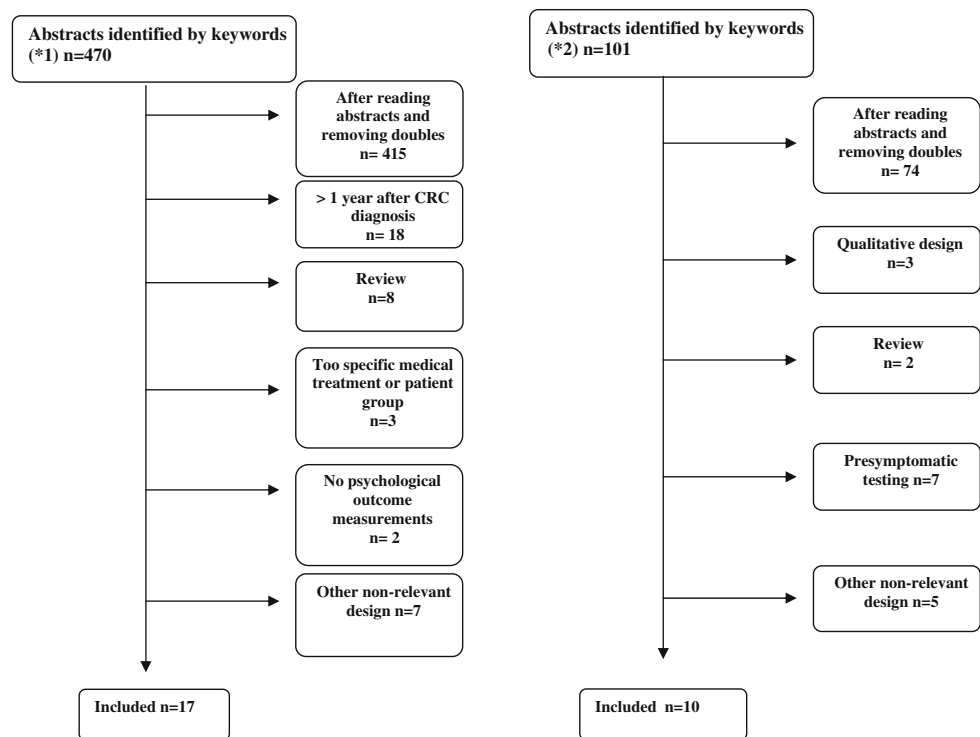 Abstracts identified by keywords
(*1) n=470
After reading
abstracts and
removing doubles
n= 415
> 1 year after CRC
diagnosis
n= 18
Review
n=8
Too specific medical
treatment or patient
group
n=3
No psychological
outcome
measurements
n= 2
Other non-relevant
design n=7
Included n=17
Abstracts identified by keywords
(*2) n=101
After reading
abstracts and
removing doubles
n= 74
Qualitative design
n=3
Review
n= 2
Presymptomatic
testing n=7
Other non-relevant
design n=5
Included n=10